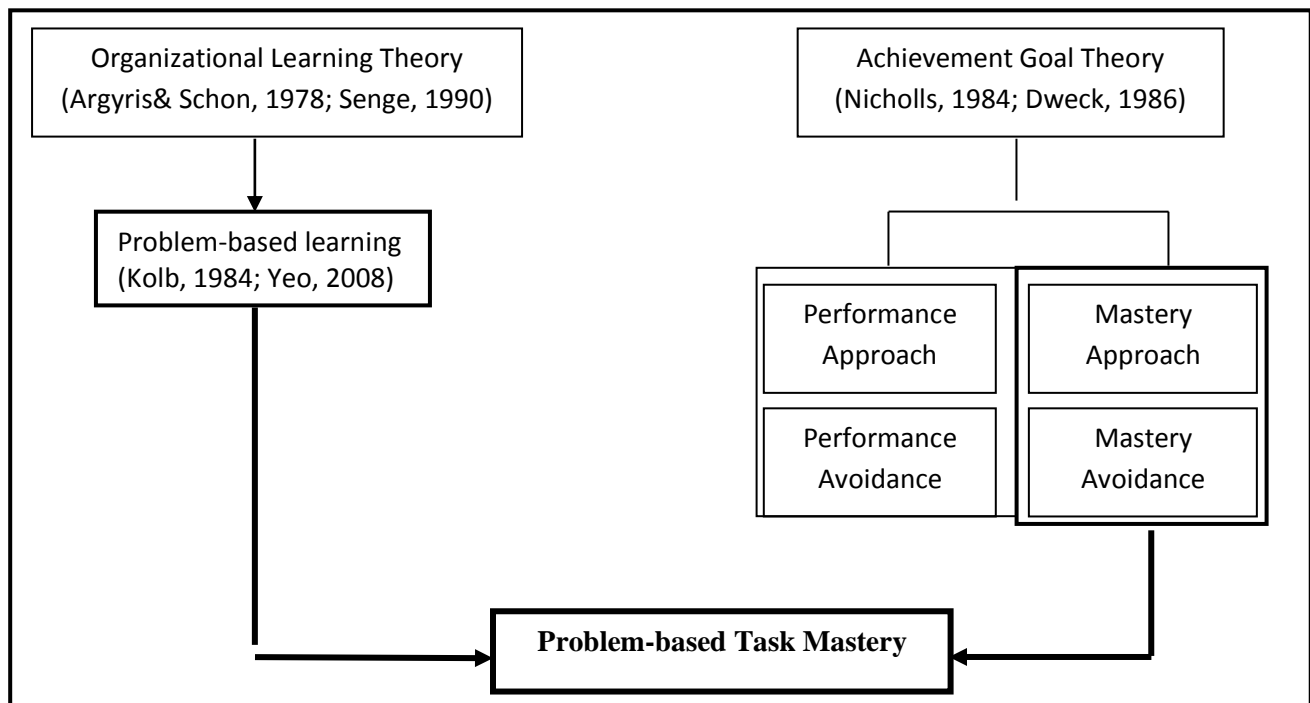 Organizational Learning Theory
(Argyris& Schon, 1978; Senge, 1990)
Achievement Goal Theory
(Nicholls, 1984; Dweck, 1986)
Problem-based learning
(Kolb, 1984; Yeo, 2008)
Performance
Approach
Mastery
Approach
Performance
Avoidance
Mastery
Avoidance
Problem-based Task Mastery